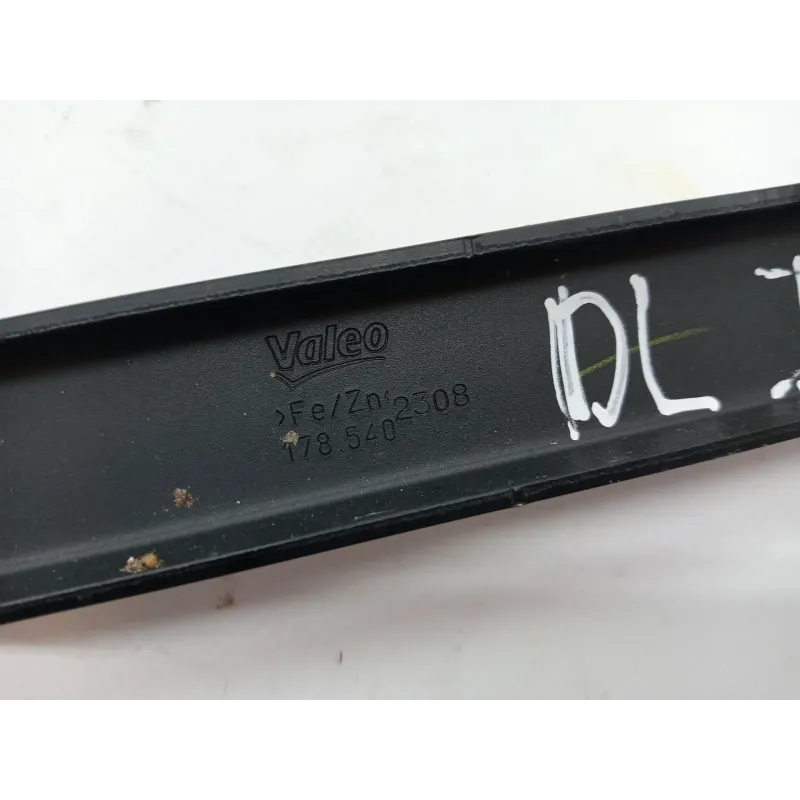 Valeo
>Fe/Zn< 2308
178.540
DL